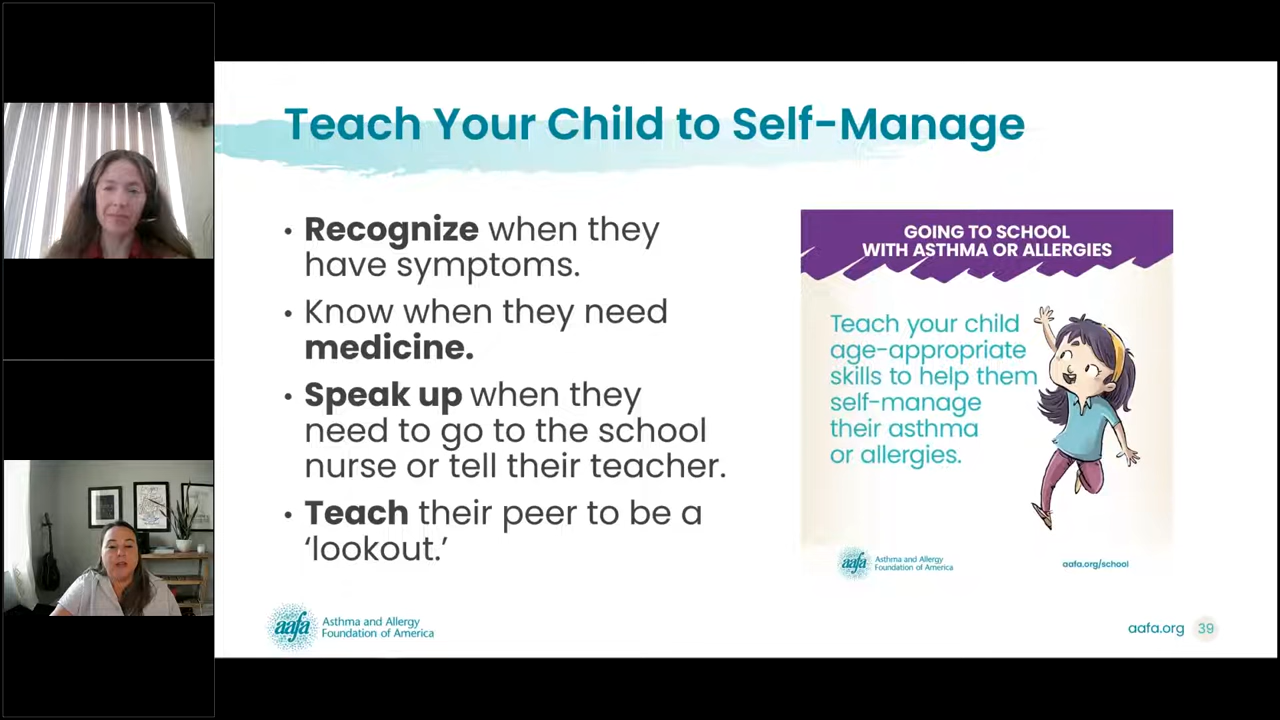 Teach Your Child to Self-Manage
• Recognize when they
have symptoms.
• Know when they need
medicine.
• Speak up when they
need to go to the school
nurse or tell their teacher.
• Teach their peer to be a
‘lookout.’
GOING TO SCHOOL
WITH ASTHMA OR ALLERGIES
Teach your child
age-appropriate
skills to help them
self-manage
their asthma
or allergies.
aafa
Asthma and Allergy
Foundation of America
aafa.org/school
aafa
Asthma and Allergy
Foundation of America
aafa.org 39